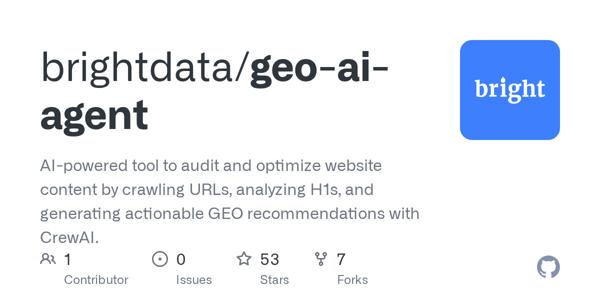 brightdata/geo-ai-
agent
bright
AI-powered tool to audit and optimize website
content by crawling URLs, analyzing H1s, and
generating actionable GEO recommendations with
CrewAI.
1 0 53 7
Contributor Issues Stars Forks